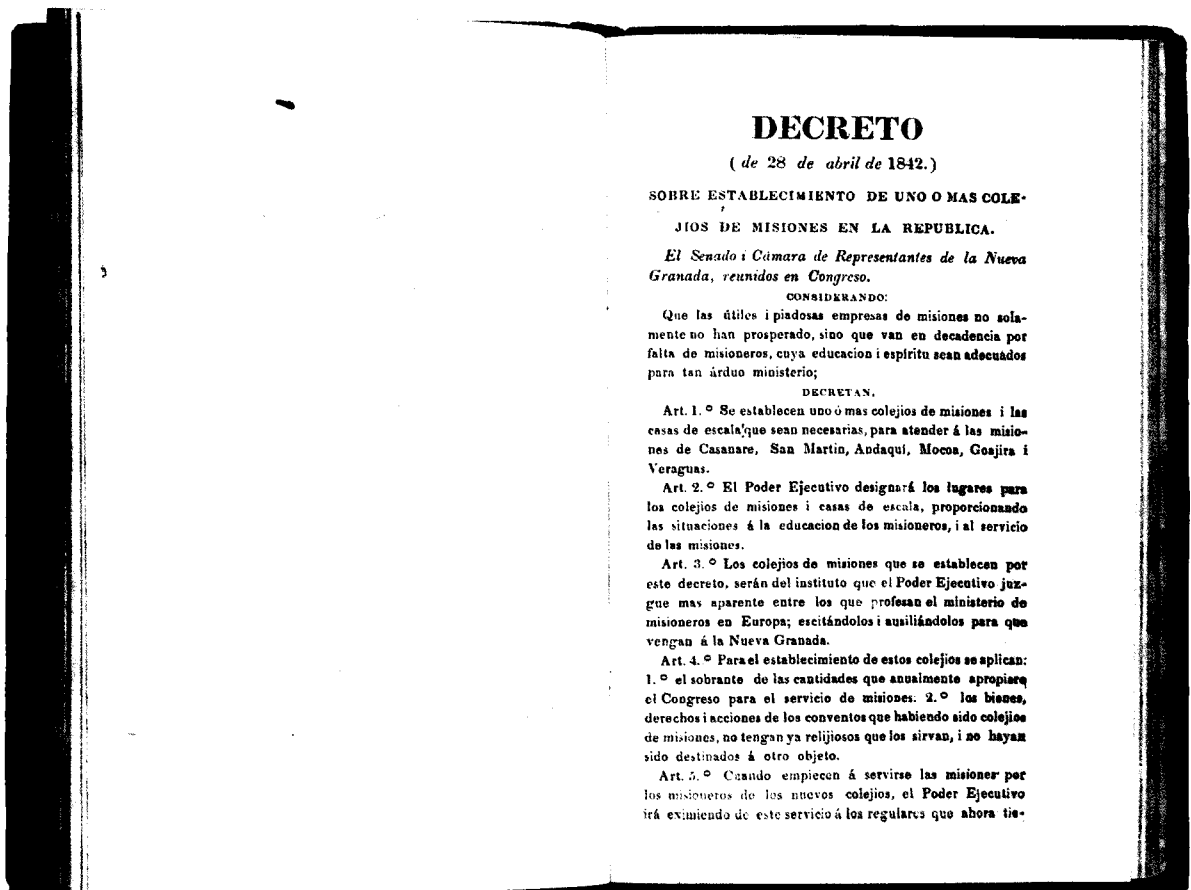 DECRETO
( de 28 de abril de 1842. )
SOBRE ESTABLECIMIENTO DE UNO O MAS COLE-
JIOS DE MISIONES EN LA REPUBLICA.
El Senado i Cámara de Representantes de la Nueva
Granada, reunidos en Congreso.
CONSIDERANDO:
Que las útiles i piadosas empresas de misiones no sola-
mente no han prosperado, sino que van en decadencia por
falta de misioneros, cuya educacion i espíritu sean adecuados
para tan árduo ministerio;
DECRETAN,
Art. 1.º Se establecen uno ó mas colejios de misiones i las
casas de escala que sean necesarias, para atender á las misio-
nes de Casanare, San Martin, Andaquí, Mocoa, Goajira i
Veraguas.
Art. 2.º El Poder Ejecutivo designará los lugares para
los colejios de misiones i casas de escala, proporcionando
las situaciones á la educacion de los misioneros, i al servicio
de las misiones.
Art. 3.º Los colejios de misiones que se establecen por
este decreto, serán del instituto que el Poder Ejecutivo juz-
gue mas aparente entre los que profesan el ministerio de
misioneros en Europa; escitándolos i ausiliándolos para que
vengan á la Nueva Granada.
Art. 4.º Para el establecimiento de estos colejios se aplican:
1.º el sobrante de las cantidades que anualmente apropiare
el Congreso para el servicio de misiones: 2.º los bienes,
derechos i acciones de los conventos que habiendo sido colejios
de misiones, no tengan ya relijiosos que los sirvan, i no hayan
sido destinados á otro objeto.
Art. 5.º Cuando empiecen á servirse las misiones por
los misioneros de los nuevos colejios, el Poder Ejecutivo
irá eximiendo de este servicio á los regulares que ahora tie-